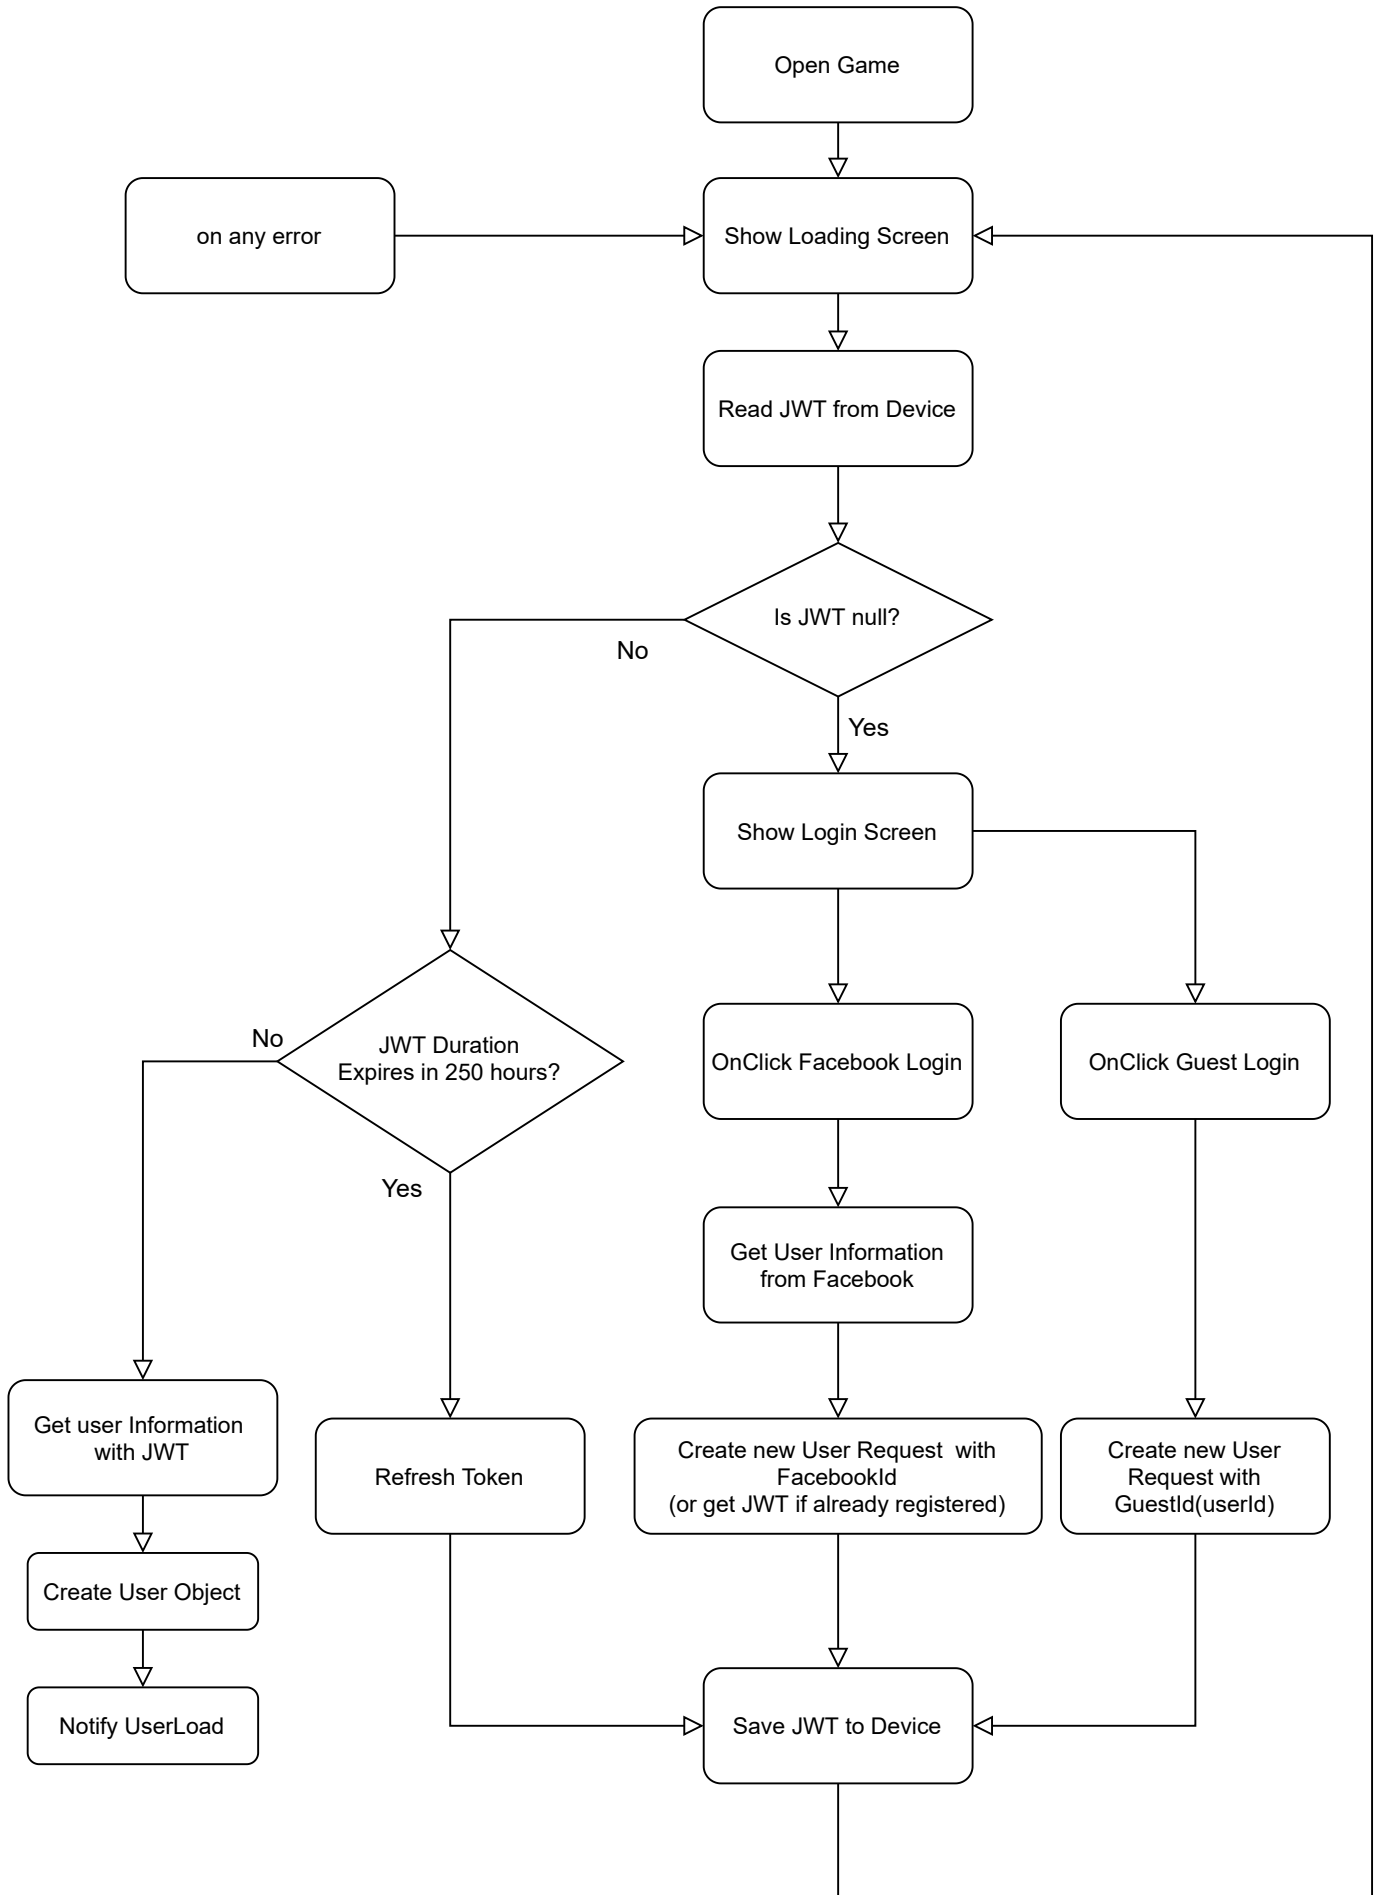 Open Game
on any error
Show Loading Screen
Read JWT from Device
Is JWT null?
No
Yes
Show Login Screen
No
JWT Duration
Expires in 250 hours?
OnClick Facebook Login
OnClick Guest Login
Yes
Get User Information
from Facebook
Get user Information
with JWT
Refresh Token
Create new User Request  with
FacebookId
(or get JWT if already registered)
Create new User
Request with
GuestId(userId)
Create User Object
Notify UserLoad
Save JWT to Device